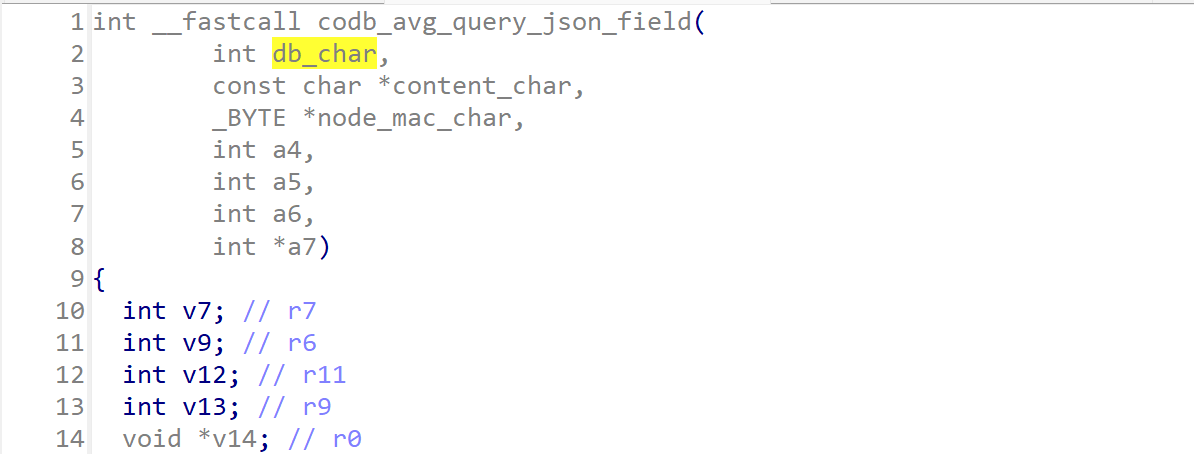 1 int __fastcall codb_avg_query_json_field(
2 int db_char,
3 const char *content_char,
4 _BYTE *node_mac_char,
5 int a4,
6 int a5,
7 int a6,
8 int *a7)
9 {
10 int v7; // r7
11 int v9; // r6
12 int v12; // r11
13 int v13; // r9
14 void *v14; // r0